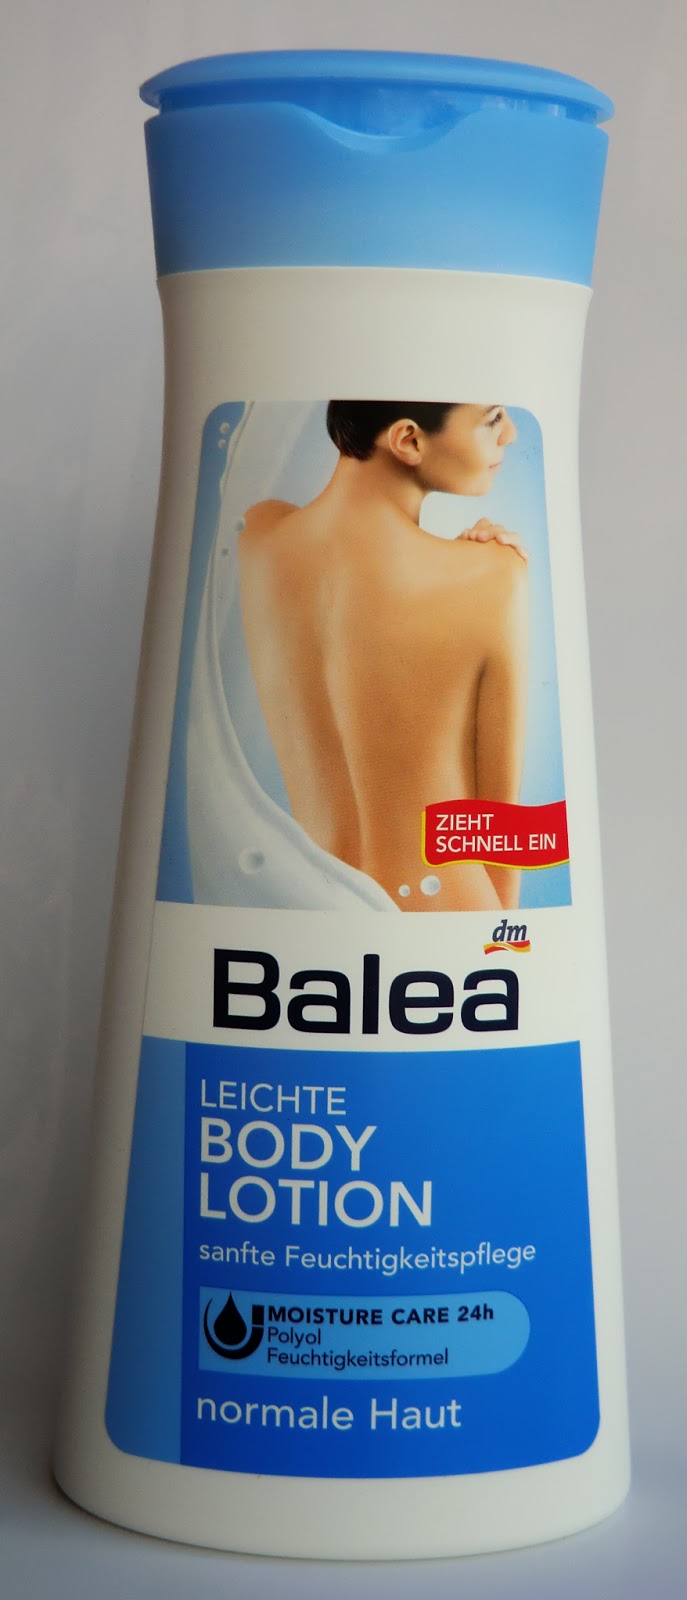 ZIEHT
SCHNELL EIN
dm
Balea
LEICHTE
BODY
LOTION
sanfte Feuchtigkeitspflege
MOISTURE CARE 24h
Polyol
Feuchtigkeitsformel
normale Haut